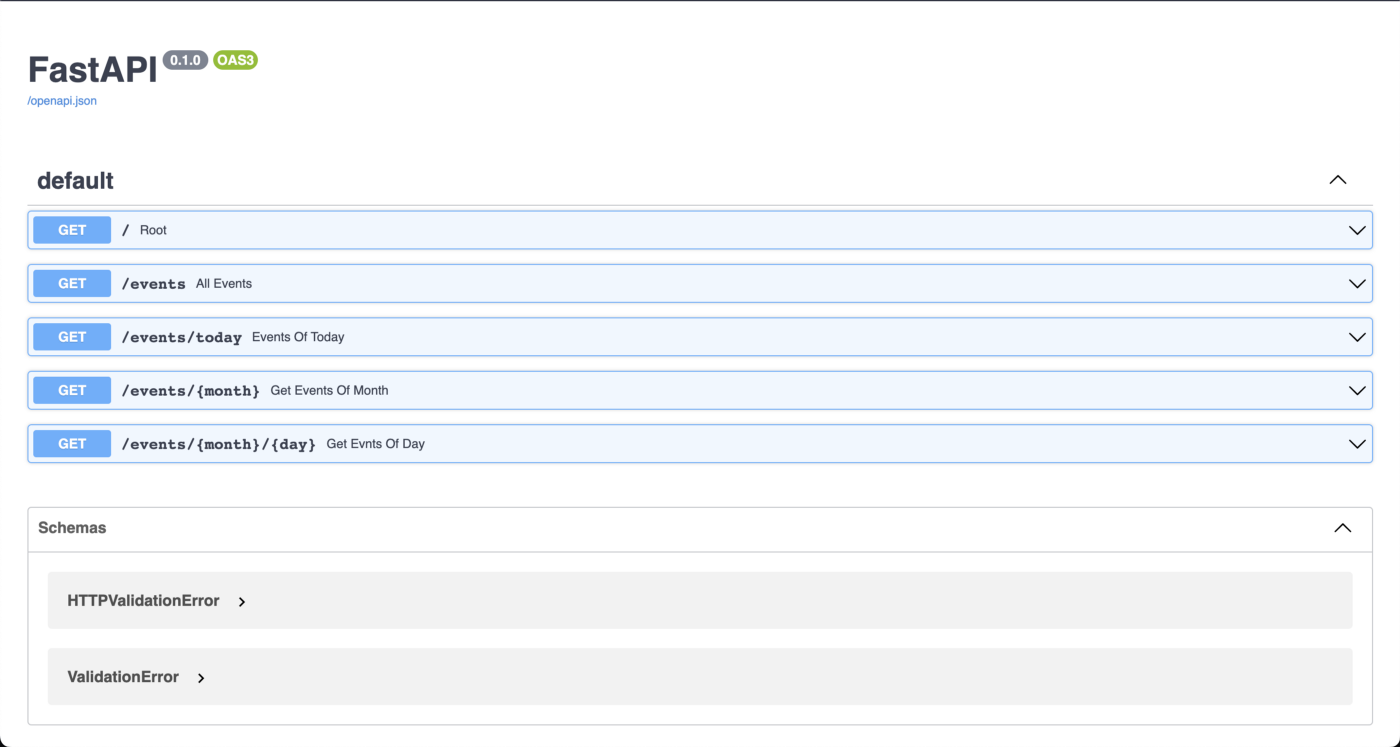 FastAPI 0.1.0 OAS3
/openapi.json
default
GET / Root
GET /events All Events
GET /events/today Events Of Today
GET /events/{month} Get Events Of Month
GET /events/{month}/{day} Get Evnts Of Day
Schemas
HTTPValidationError
ValidationError